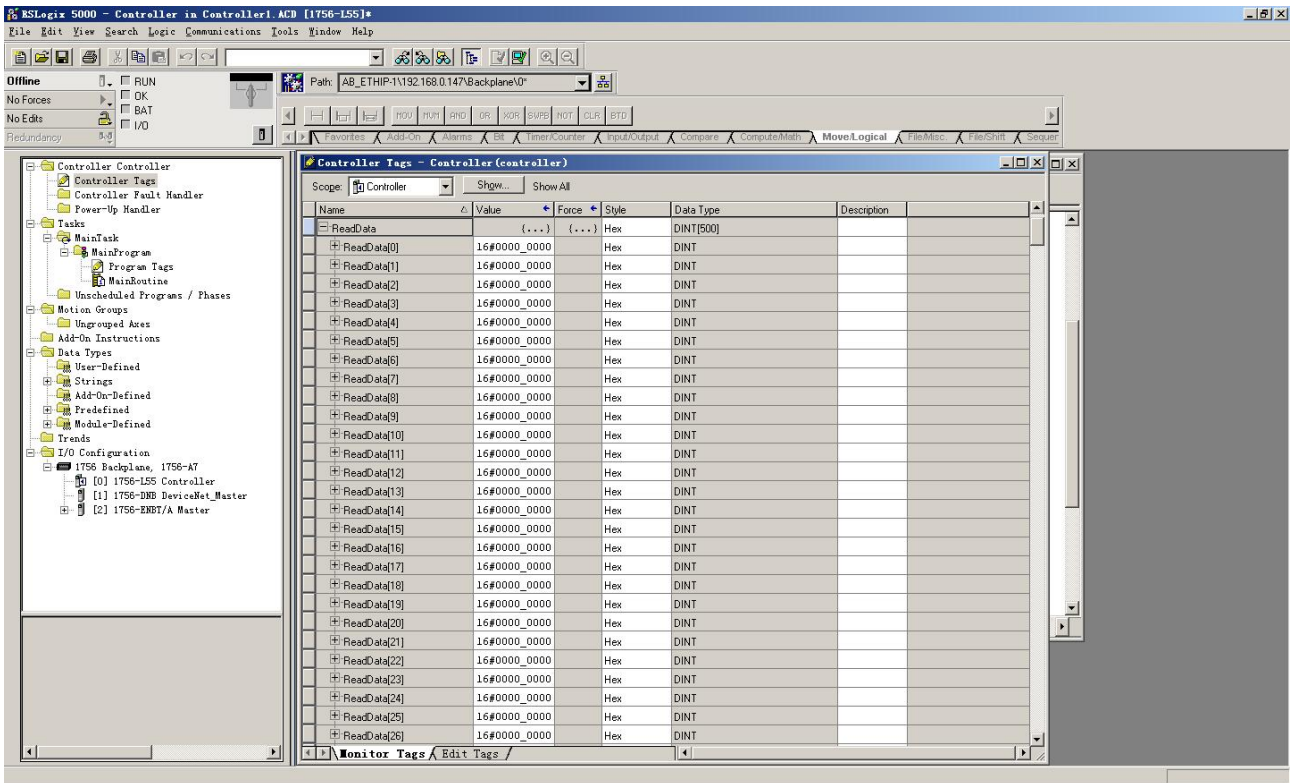 RSLogix 5000 - Controller in Controller1.ACD [1756-L55]*
File Edit View Search Logic Communications Tools Window Help
Offline RUN
No Forces OK
No Edits BAT
Redundancy I/O
Path: AB_ETHIP-1\192.168.0.147\Backplane\0*
MOV MVM AND OR XOR SWPB NOT CLR BTD
Favorites Add-On Alarms Bit Timer/Counter Input/Output Compare Compute/Math Move/Logical File/Misc. File/Shift Sequer
Controller Controller
Controller Tags
Controller Fault Handler
Power-Up Handler
Tasks
MainTask
MainProgram
Program Tags
MainRoutine
Unscheduled Programs / Phases
Motion Groups
Ungrouped Axes
Add-On Instructions
Data Types
User-Defined
Strings
Add-On-Defined
Predefined
Module-Defined
Trends
I/O Configuration
1756 Backplane, 1756-A7
[0] 1756-L55 Controller
[1] 1756-DNB DeviceNet_Master
[2] 1756-ENBT/A Master
Controller Tags - Controller(controller)
Scope: Controller Show... Show All
Name Value Force Style Data Type Description
ReadData {...} {...} Hex DINT[500]
ReadData[0] 16#0000_0000 Hex DINT
ReadData[1] 16#0000_0000 Hex DINT
ReadData[2] 16#0000_0000 Hex DINT
ReadData[3] 16#0000_0000 Hex DINT
ReadData[4] 16#0000_0000 Hex DINT
ReadData[5] 16#0000_0000 Hex DINT
ReadData[6] 16#0000_0000 Hex DINT
ReadData[7] 16#0000_0000 Hex DINT
ReadData[8] 16#0000_0000 Hex DINT
ReadData[9] 16#0000_0000 Hex DINT
ReadData[10] 16#0000_0000 Hex DINT
ReadData[11] 16#0000_0000 Hex DINT
ReadData[12] 16#0000_0000 Hex DINT
ReadData[13] 16#0000_0000 Hex DINT
ReadData[14] 16#0000_0000 Hex DINT
ReadData[15] 16#0000_0000 Hex DINT
ReadData[16] 16#0000_0000 Hex DINT
ReadData[17] 16#0000_0000 Hex DINT
ReadData[18] 16#0000_0000 Hex DINT
ReadData[19] 16#0000_0000 Hex DINT
ReadData[20] 16#0000_0000 Hex DINT
ReadData[21] 16#0000_0000 Hex DINT
ReadData[22] 16#0000_0000 Hex DINT
ReadData[23] 16#0000_0000 Hex DINT
ReadData[24] 16#0000_0000 Hex DINT
ReadData[25] 16#0000_0000 Hex DINT
ReadData[26] 16#0000_0000 Hex DINT
Monitor Tags Edit Tags